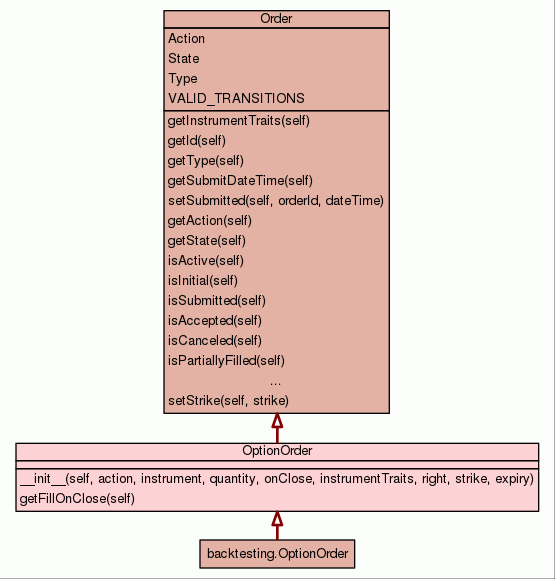 Order
Action
State
Type
VALID_TRANSITIONS
getInstrumentTraits(self)
getId(self)
getType(self)
getSubmitDateTime(self)
setSubmitted(self, orderId, dateTime)
getAction(self)
getState(self)
isActive(self)
isInitial(self)
isSubmitted(self)
isAccepted(self)
isCanceled(self)
isPartiallyFilled(self)
...
setStrike(self, strike)
OptionOrder
__init__(self, action, instrument, quantity, onClose, instrumentTraits, right, strike, expiry)
getFillOnClose(self)
backtesting.OptionOrder